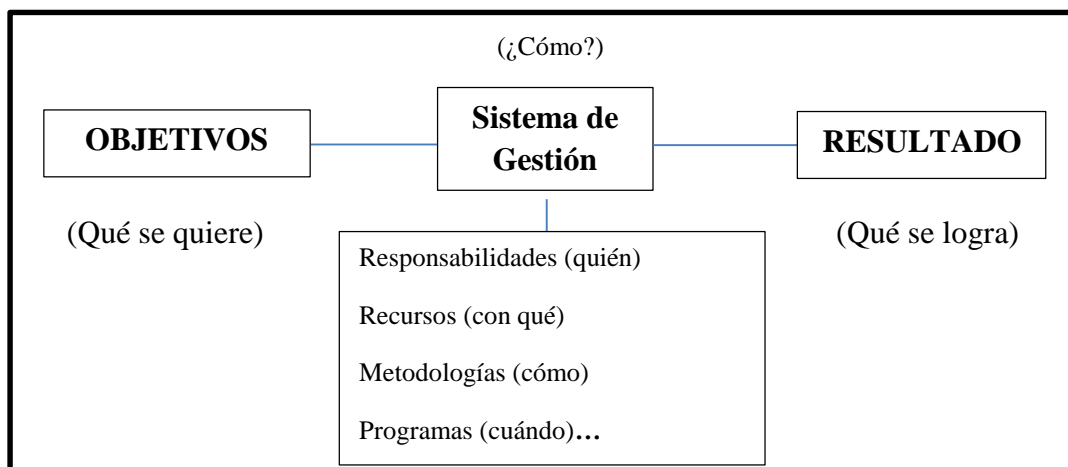 (¿Cómo?)
OBJETIVOS
Sistema de
Gestión
RESULTADO
(Qué se quiere)
(Qué se logra)
Responsabilidades (quién)
Recursos (con qué)
Metodologías (cómo)
Programas (cuándo)…